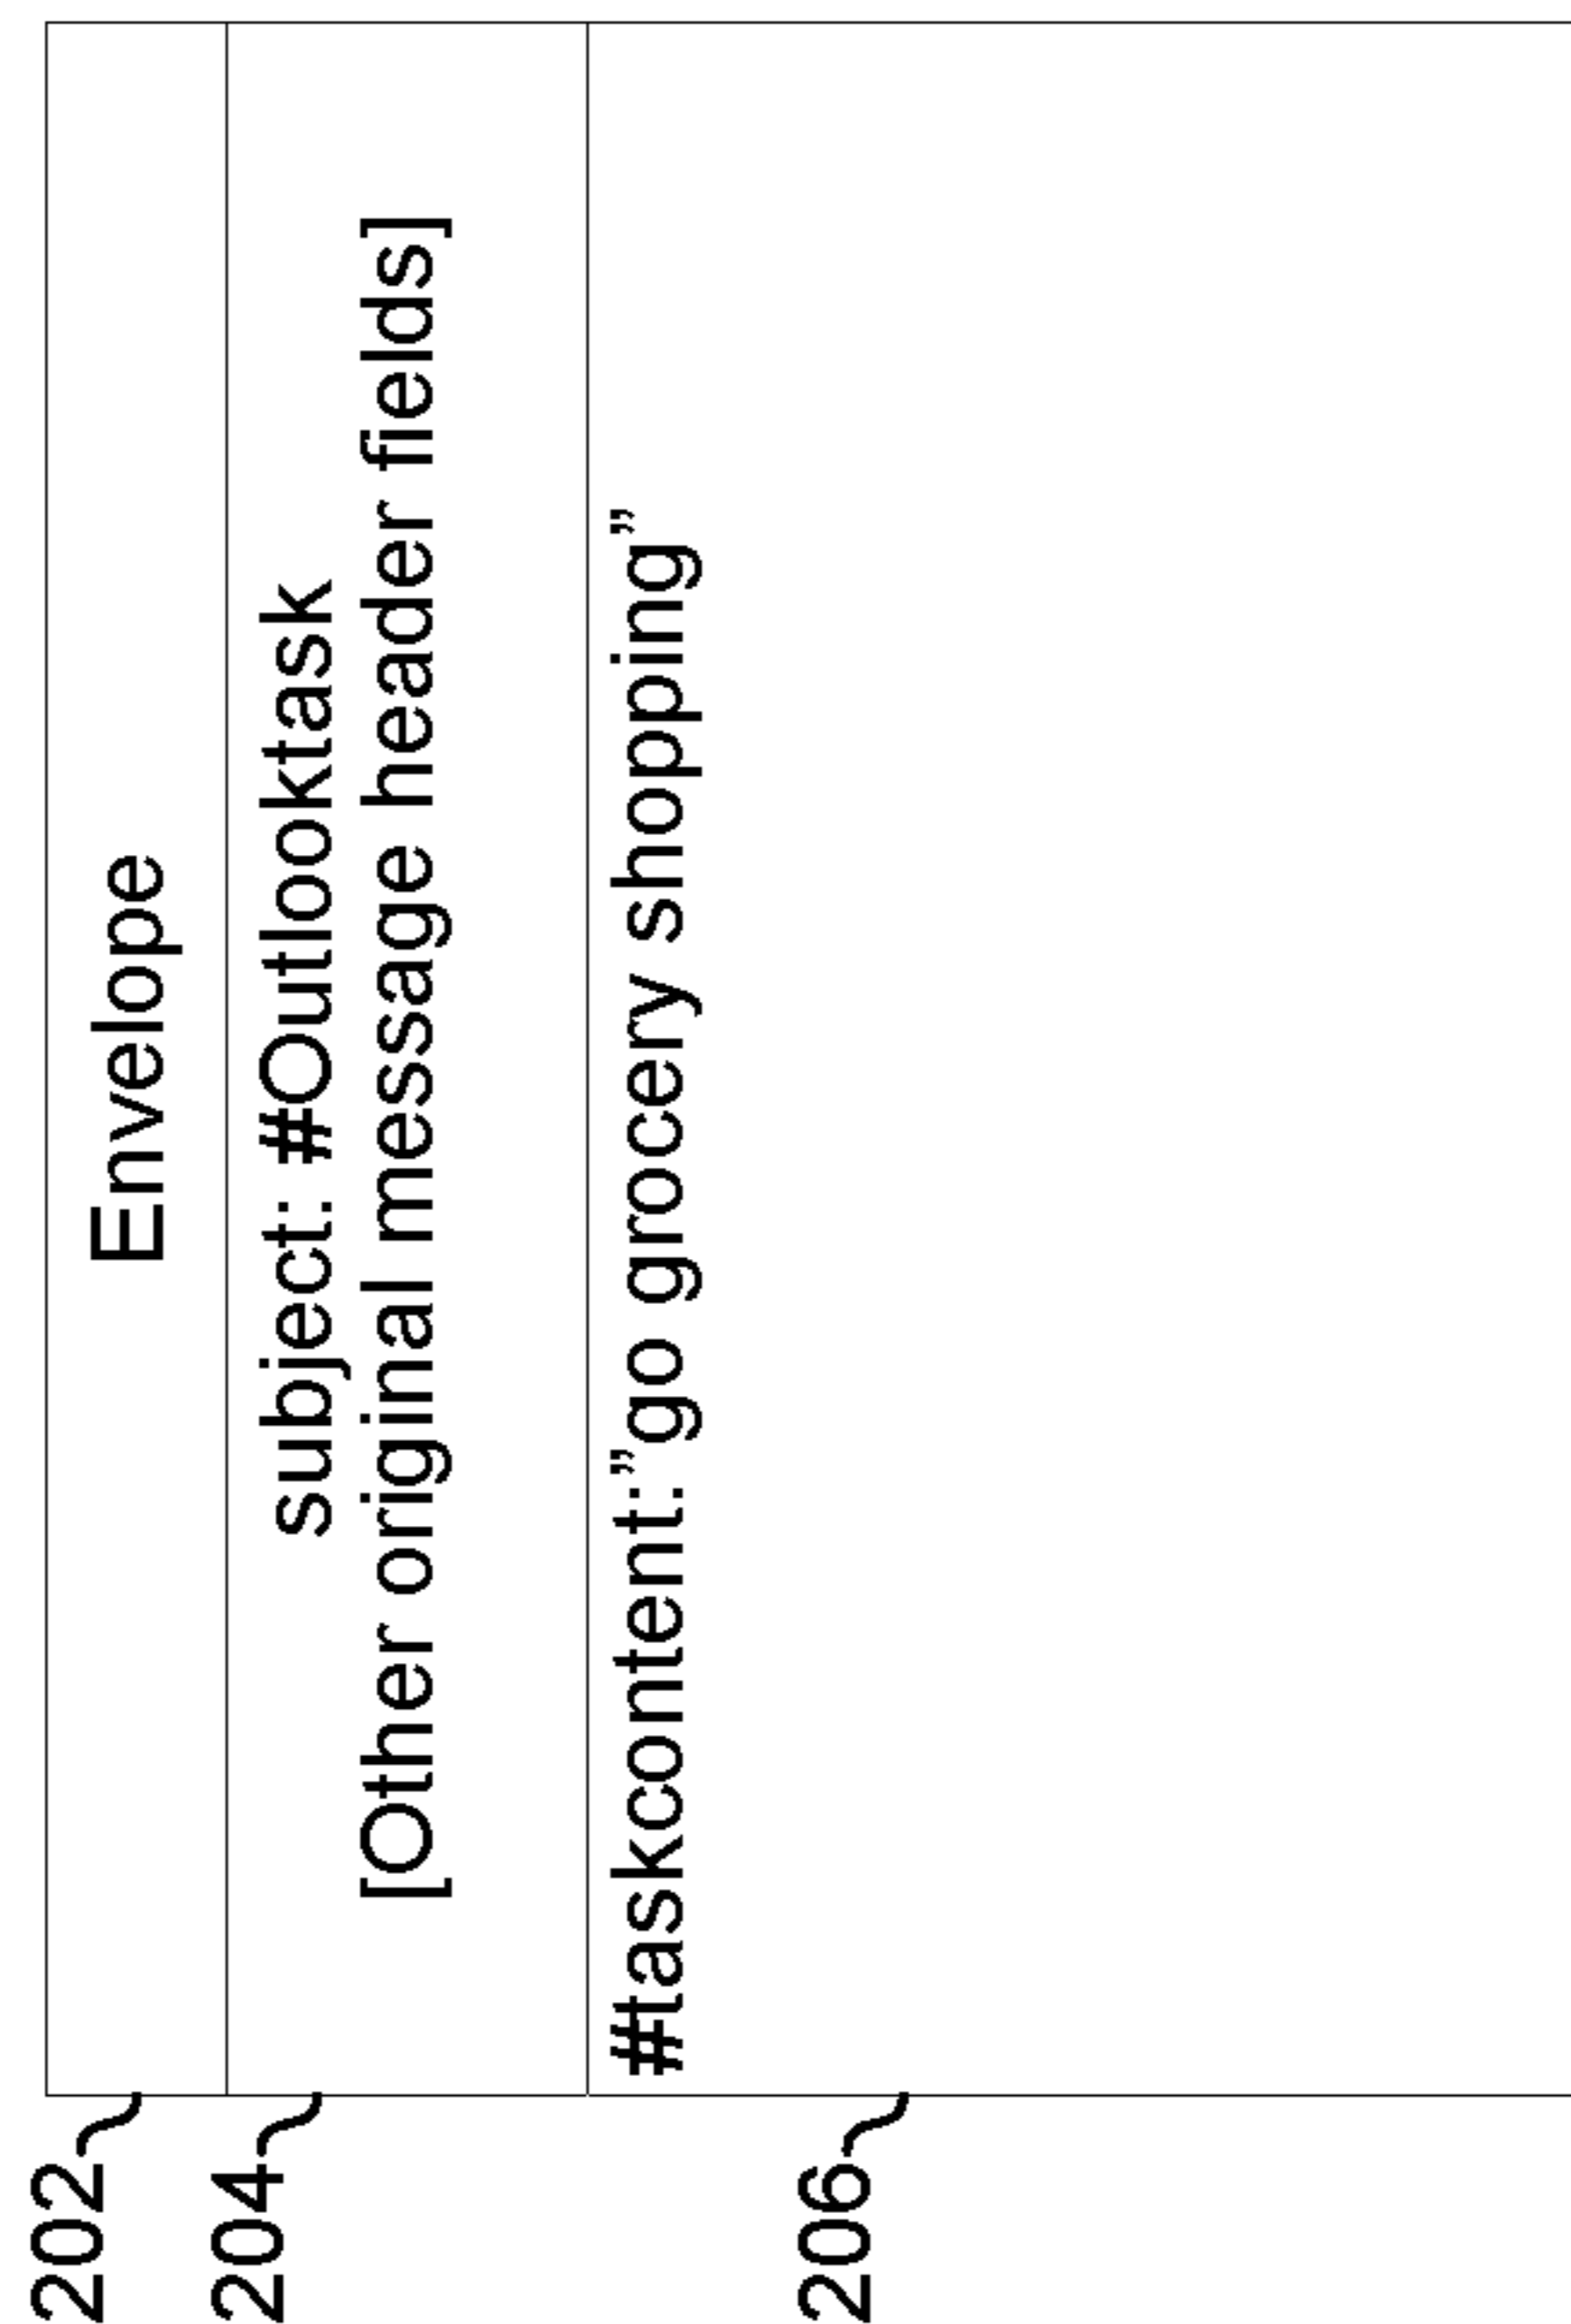 202
Envelope
204
subject: #Outlooktask
[Other original message header fields]
206
#taskcontent:”go grocery shopping”